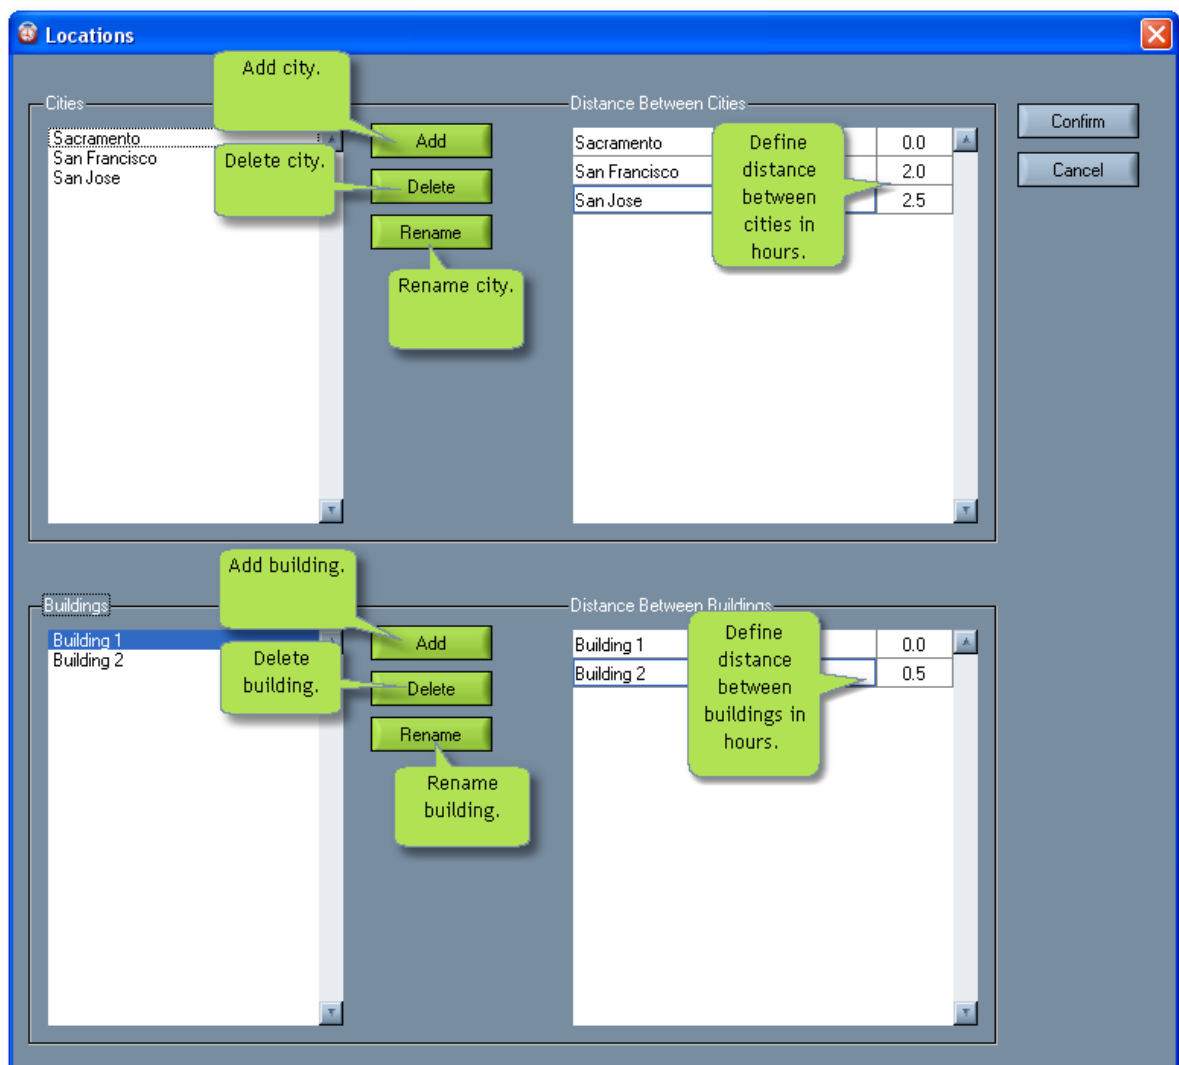 Locations
Add city.
Cities
Distance Between Cities
Sacramento
San Francisco
San Jose
Add
Delete city.
Delete
Rename
Rename city.
Sacramento 0.0
San Francisco 2.0
San Jose 2.5
Define
distance
between
cities in
hours.
Confirm
Cancel
Add building.
Buildings
Distance Between Buildings
Building 1
Building 2
Add
Delete
building.
Delete
Rename
Rename
building.
Building 1 0.0
Building 2 0.5
Define
distance
between
buildings in
hours.